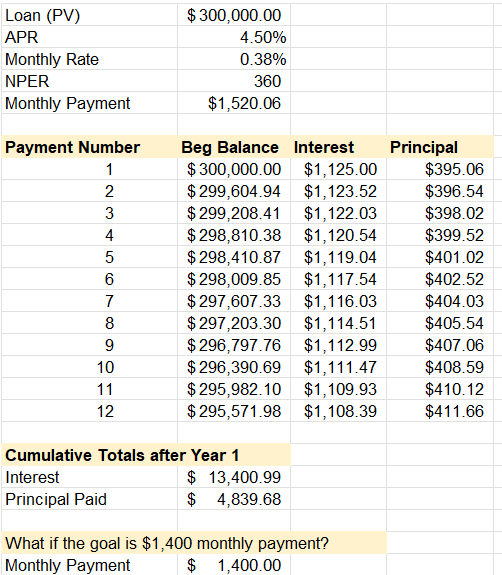 Loan (PV) $ 300,000.00
APR 4.50%
Monthly Rate 0.38%
NPER 360
Monthly Payment $1,520.06
Payment Number Beg Balance Interest Principal
1 $ 300,000.00 $1,125.00 $395.06
2 $ 299,604.94 $1,123.52 $396.54
3 $ 299,208.41 $1,122.03 $398.02
4 $ 298,810.38 $1,120.54 $399.52
5 $ 298,410.87 $1,119.04 $401.02
6 $ 298,009.85 $1,117.54 $402.52
7 $ 297,607.33 $1,116.03 $404.03
8 $ 297,203.30 $1,114.51 $405.54
9 $ 296,797.76 $1,112.99 $407.06
10 $ 296,390.69 $1,111.47 $408.59
11 $ 295,982.10 $1,109.93 $410.12
12 $ 295,571.98 $1,108.39 $411.66
Cumulative Totals after Year 1
Interest $ 13,400.99
Principal Paid $ 4,839.68
What if the goal is $1,400 monthly payment?
Monthly Payment $ 1,400.00